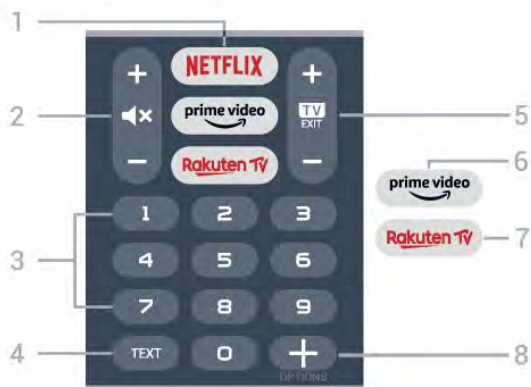 1
NETFLIX
+ +
2 prime video TV EXIT 5
6
- Rakuten TV -
prime video
1 2 3
Rakuten TV 7
3 4 5 6
7 8 9
4 TEXT 0 + 8
OPTIONS